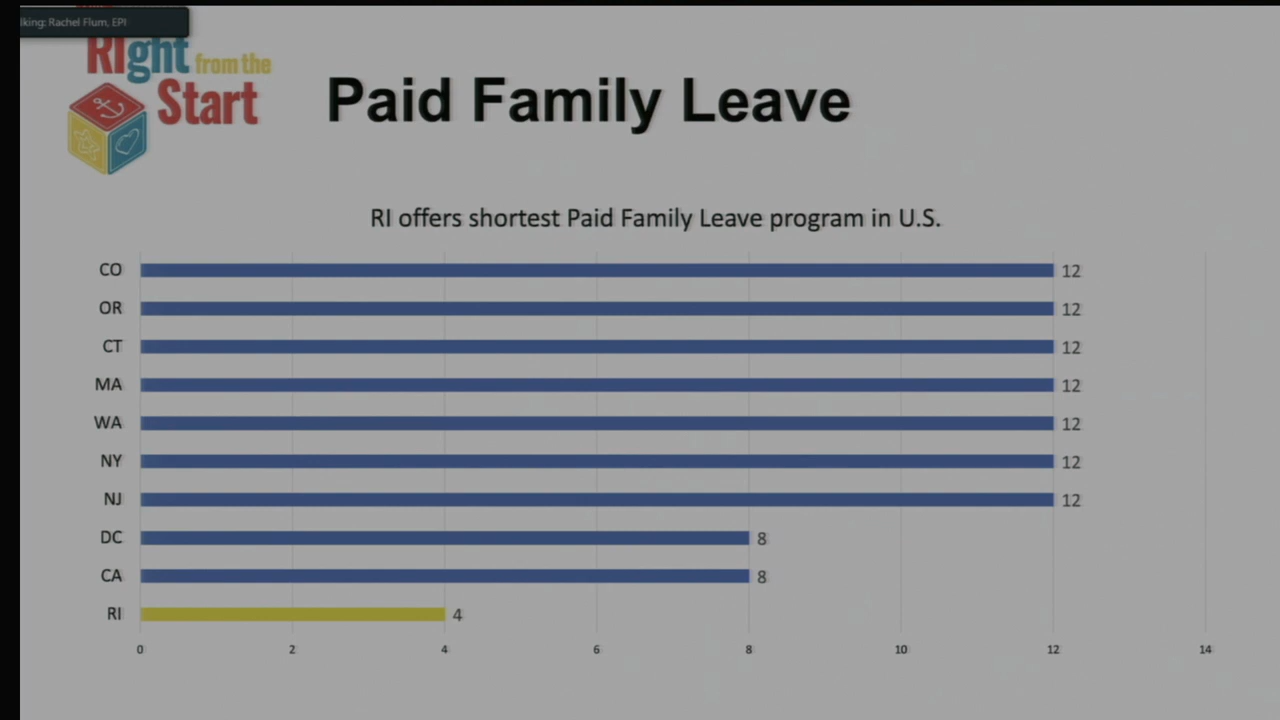 lking: Rachel Flum, EPI
RIght from the
Start
Paid Family Leave
RI offers shortest Paid Family Leave program in U.S.
CO 12
OR 12
CT 12
MA 12
WA 12
NY 12
NJ 12
DC 8
CA 8
RI 4
0 2 4 6 8 10 12 14